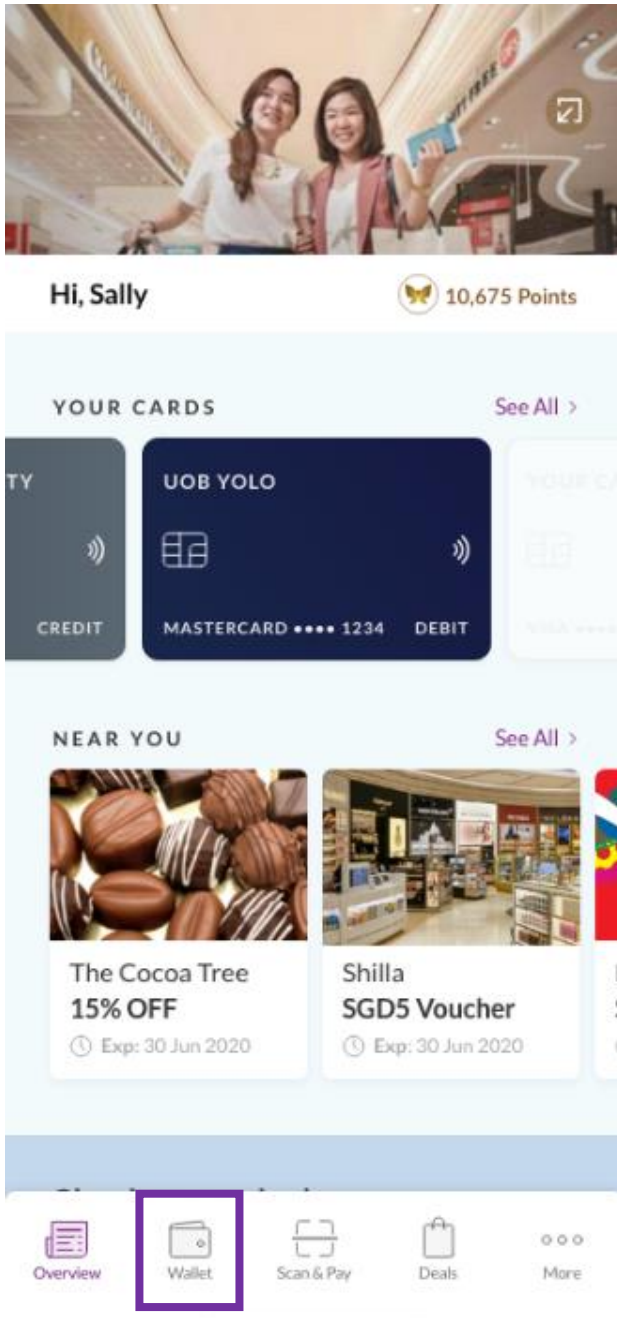 Hi, Sally
10,675 Points
YOUR CARDS
See All >
TY
CREDIT
UOB YOLO
MASTERCARD •••• 1234 DEBIT
NEAR YOU
See All >
The Cocoa Tree
15% OFF
Exp: 30 Jun 2020
Shilla
SGD5 Voucher
Exp: 30 Jun 2020
Overview
Wallet
Scan & Pay
Deals
More